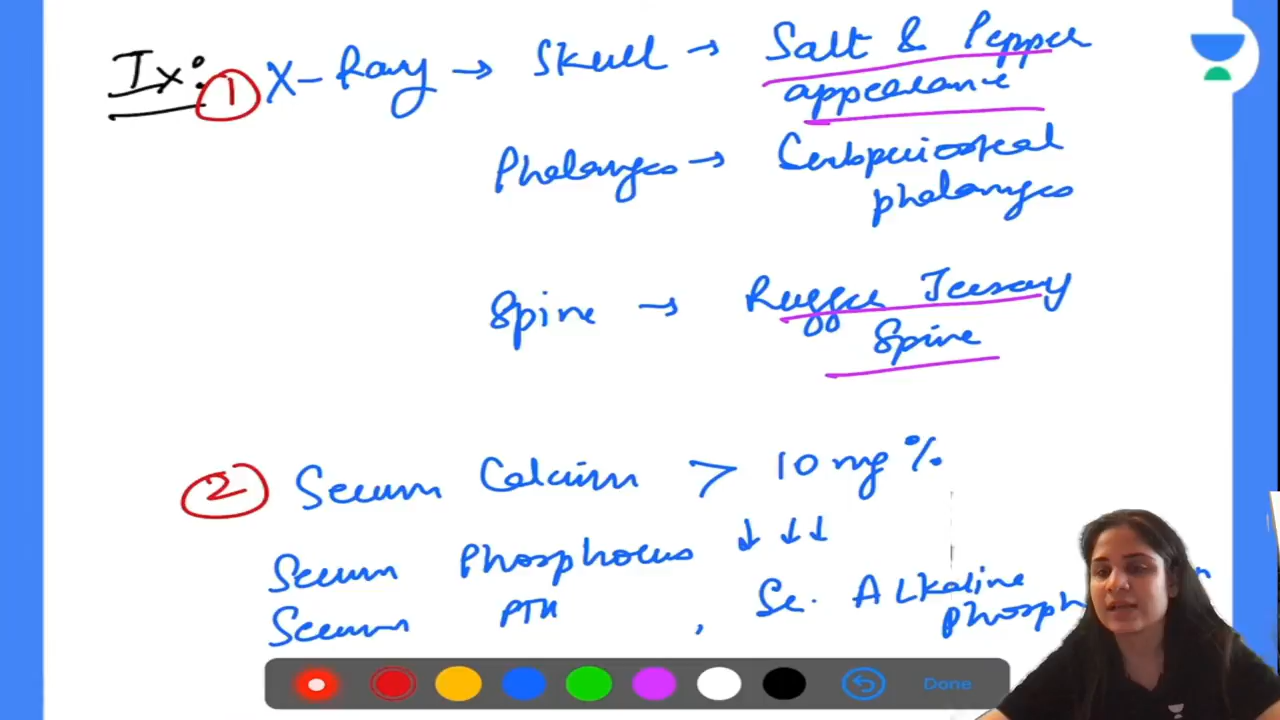 Ix:
① X-Ray → Skull → Salt & Pepper
appearance
Phalanges → Subperiosteal
phalanges
Spine → Rugger Jersey
Spine
② Serum Calcium > 10 mg %
Serum Phosphorus ↓ ↓ ↓
Serum PTH , Se. Alkaline
phosph
Done